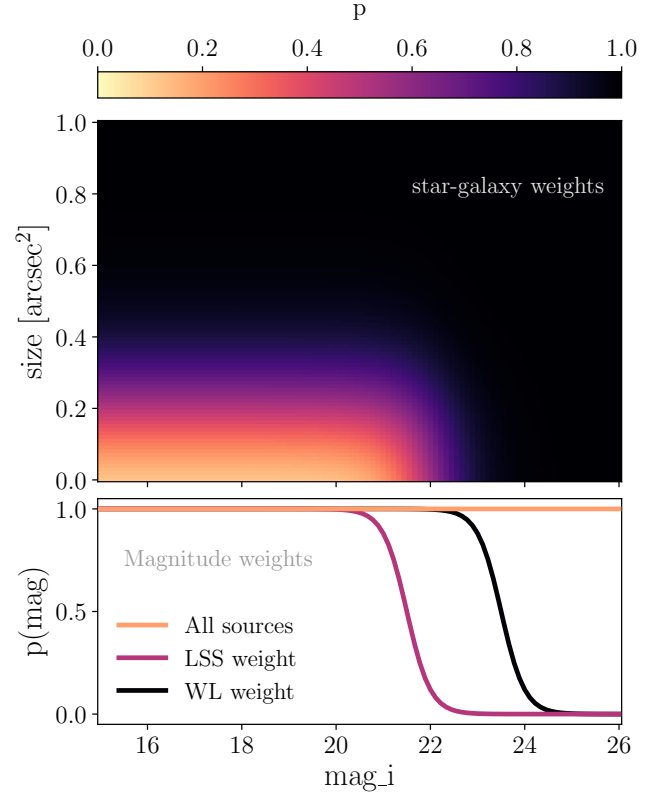 p
0.0 0.2 0.4 0.6 0.8 1.0
1.0
star-galaxy weights
0.8
0.6
size [arcsec²]
0.4
0.2
0.0
1.0
Magnitude weights
p(mag)
0.5
All sources
LSS weight
WL weight
0.0
16 18 20 22 24 26
mag_i